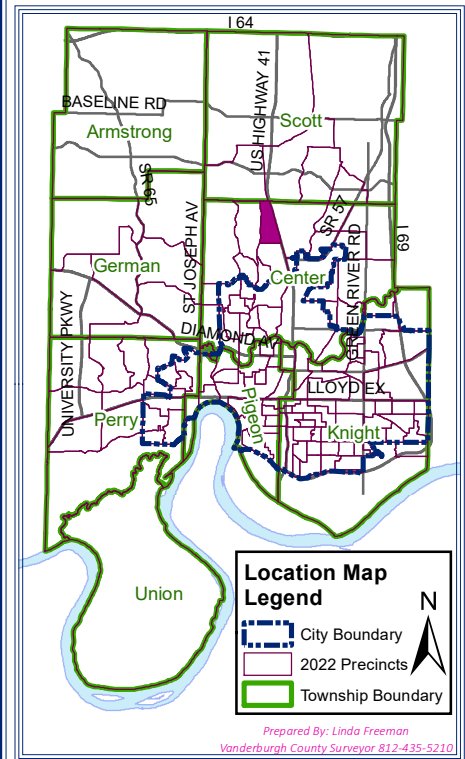 I 64
US HIGHWAY 41
BASELINE RD
Scott
Armstrong
SR 65
SR 57
ST JOSEPH AV
GREEN RIVER RD
I 69
German
Center
UNIVERSITY PKWY
DIAMOND AV
LLOYD EX
Pigeon
Perry
Knight
Union
Location Map
Legend
N
City Boundary
2022 Precincts
Township Boundary
Prepared By: Linda Freeman
Vanderburgh County Surveyor 812-435-5210